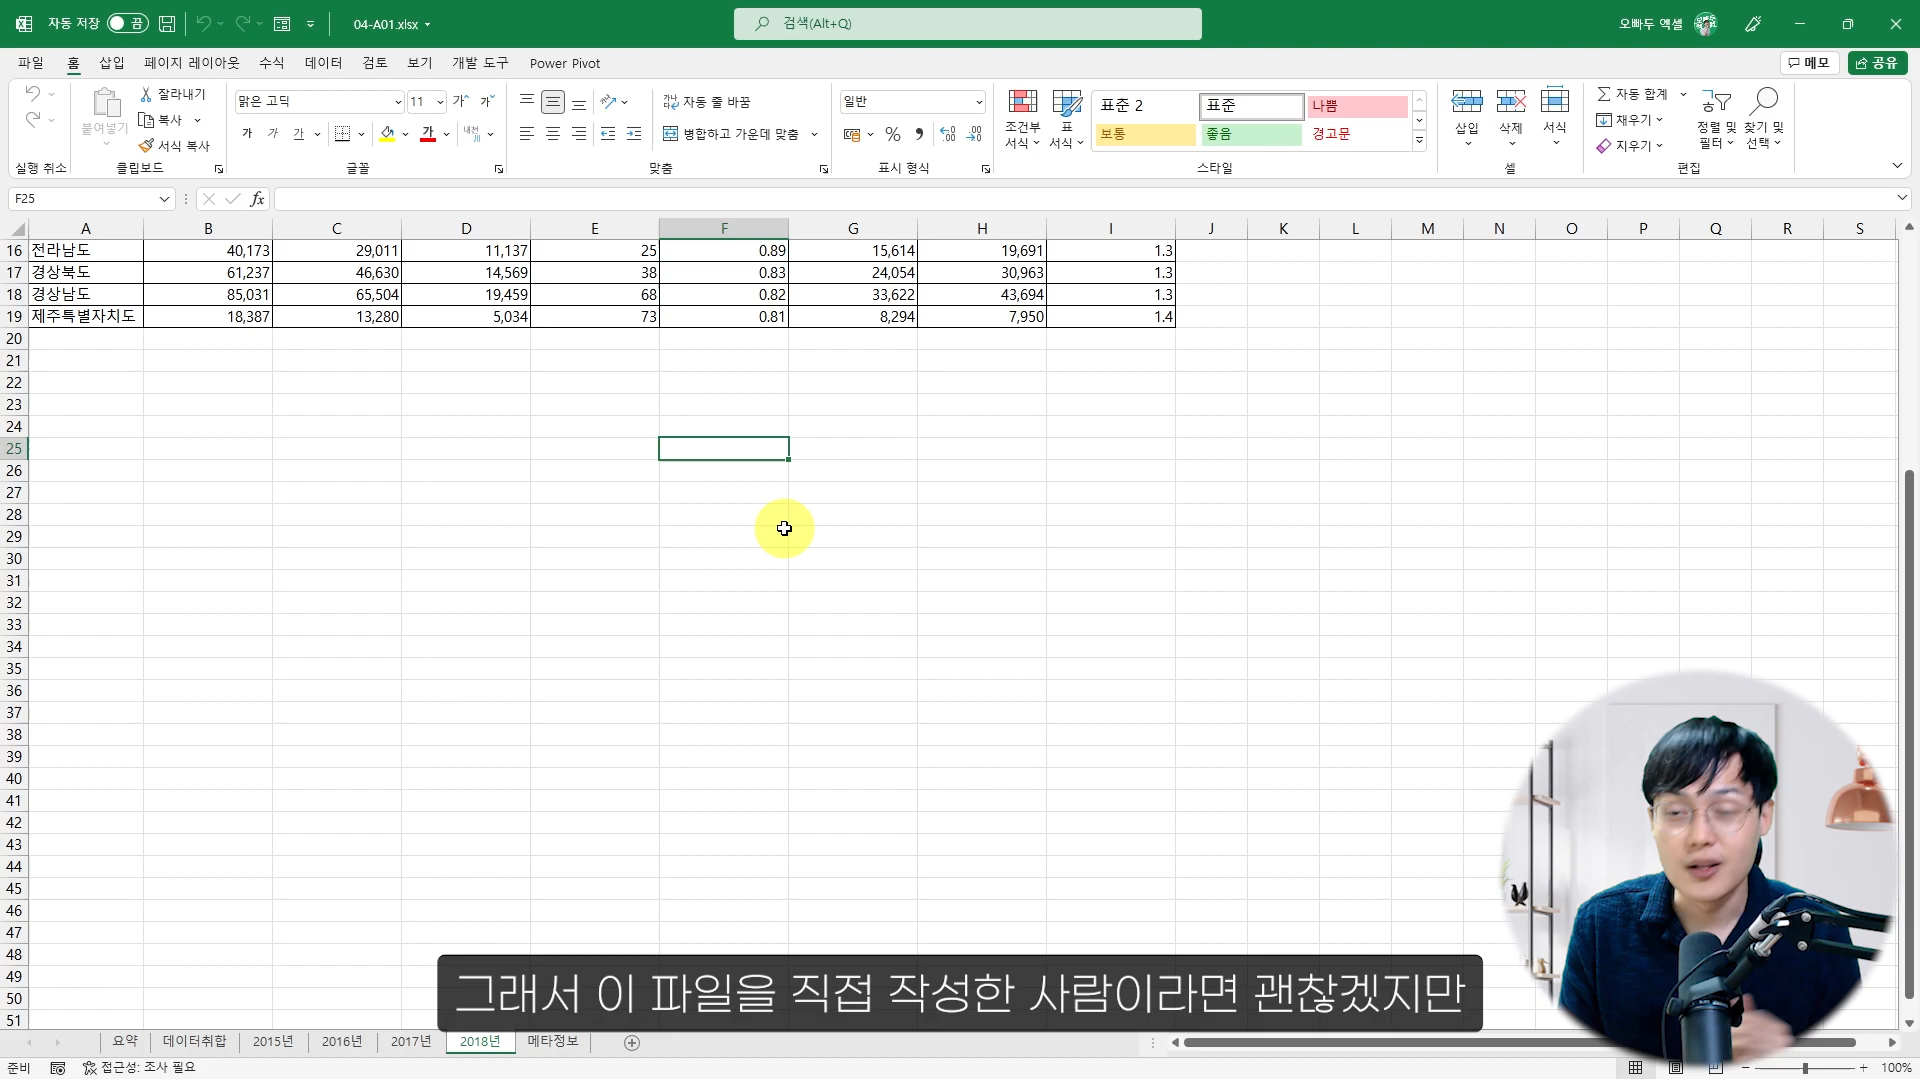 자동 저장 끔 04-A01.xlsx 검색(Alt+Q) 오빠두 엑셀
파일 홈 삽입 페이지 레이아웃 수식 데이터 검토 보기 개발 도구 Power Pivot 메모 공유
붙여넣기 잘라내기 복사 서식 복사
맑은 고딕 11 가 가 가 가 가 가
자동 줄 바꿈
병합하고 가운데 맞춤
일반
조건부 서식 표 서식
표준 2 표준 나쁨
보통 좋음 경고문
삽입 삭제 서식
자동 합계 채우기 지우기
정렬 및 필터 찾기 및 선택
실행 취소 클립보드 글꼴 맞춤 표시 형식 스타일 셀 편집
F25 fx
A B C D E F G H I J K L M N O P Q R S
16 전라남도 40,173 29,011 11,137 25 0.89 15,614 19,691 1.3
17 경상북도 61,237 46,630 14,569 38 0.83 24,054 30,963 1.3
18 경상남도 85,031 65,504 19,459 68 0.82 33,622 43,694 1.3
19 제주특별자치도 18,387 13,280 5,034 73 0.81 8,294 7,950 1.4
20
21
22
23
24
25
26
27
28
29
30
31
32
33
34
35
36
37
38
39
40
41
42
43
44
45
46
47
48
49
50
51
그래서 이 파일을 직접 작성한 사람이라면 괜찮겠지만
요약 데이터취합 2015년 2016년 2017년 2018년 메타정보
준비 접근성: 조사 필요 100%